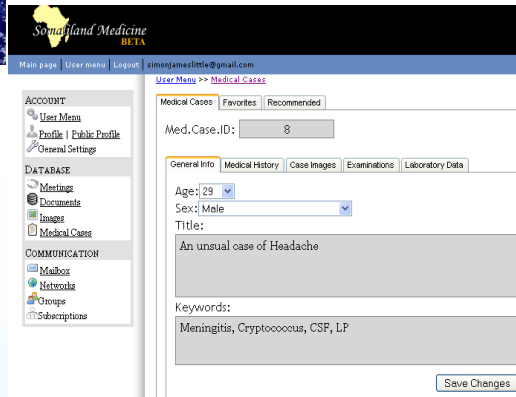 Somaliland Medicine
BETA
Main page | User menu | Logout | simonjameslittle@gmail.com
User Menu >> Medical Cases
ACCOUNT
User Menu
Profile | Public Profile
General Settings
DATABASE
Meetings
Documents
Images
Medical Cases
COMMUNICATION
Mailbox
Networks
Groups
Subscriptions
Medical Cases Favorites Recommended
Med.Case.ID: 8
General Info Medical History Case Images Examinations Laboratory Data
Age: 29
Sex: Male
Title:
An unsual case of Headache
Keywords:
Meningitis, Cryptococcus, CSF, LP
Save Changes